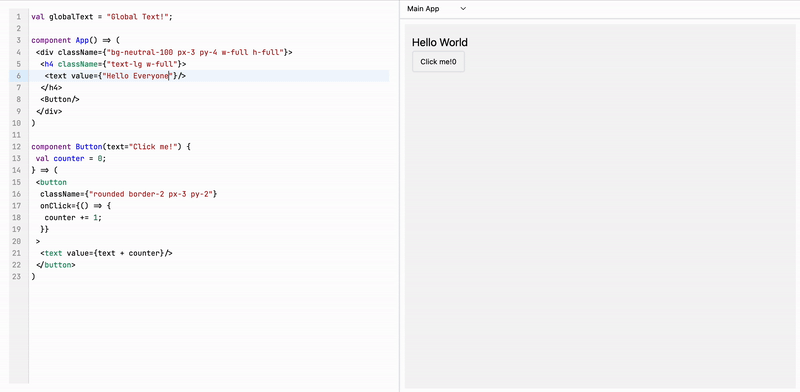 1 val globalText = "Global Text!";
2
3 component App() => (
4 <div className={"bg-neutral-100 px-3 py-4 w-full h-full"}>
5 <h4 className={"text-lg w-full"}>
6 <text value={"Hello Everyone"}/>
7 </h4>
8 <Button/>
9 </div>
10 )
11
12 component Button(text="Click me!") {
13 val counter = 0;
14 } => (
15 <button
16 className={"rounded border-2 px-3 py-2"}
17 onClick={() => {
18 counter += 1;
19 }}
20 >
21 <text value={text + counter}/>
22 </button>
23 )
Main App
Hello World
Click me!0